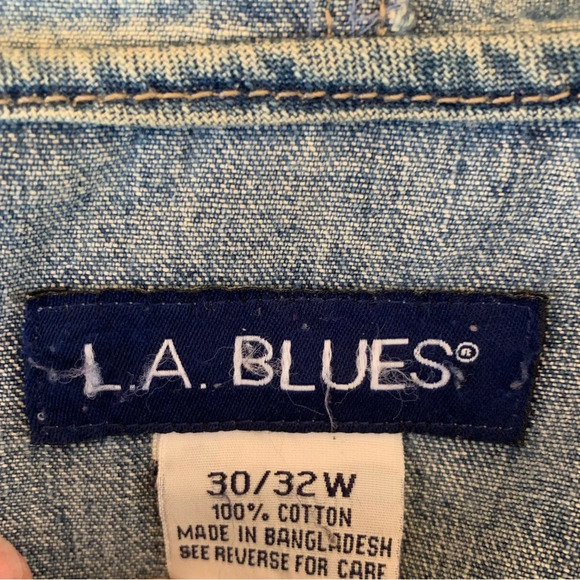 L.A. BLUES®
30/32W
100% COTTON
MADE IN BANGLADESH
SEE REVERSE FOR CARE